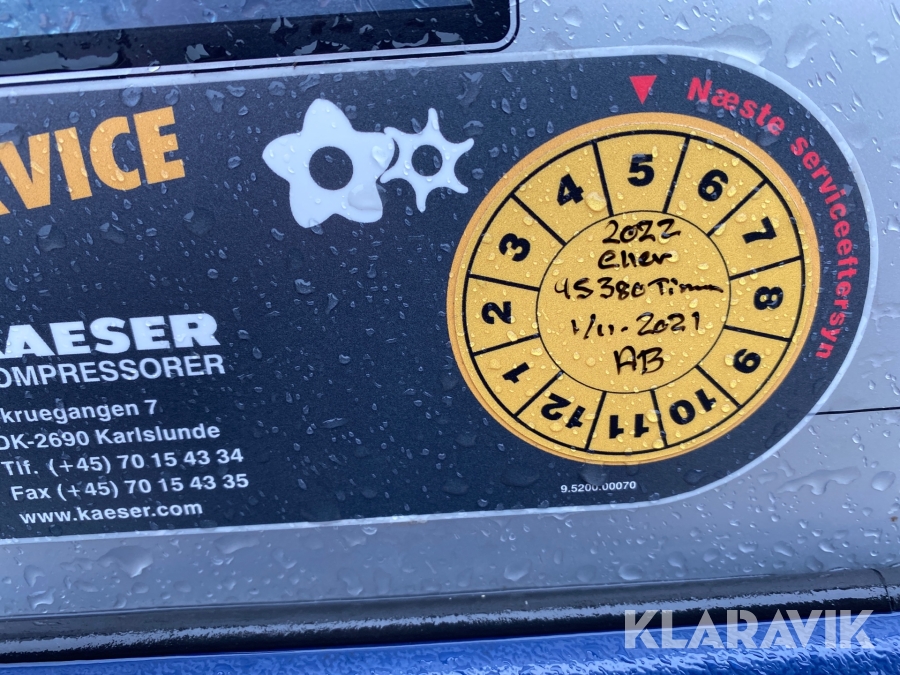 RVICE
Næste serviceeftersyn
1 2 3 4 5 6 7 8 9 10 11 12
2022
eller
45380 Timer
1/11-2021
AB
KAESER
OMPRESSORER
kruegangen 7
DK-2690 Karlslunde
Tlf. (+45) 70 15 43 34
Fax (+45) 70 15 43 35
www.kaeser.com
9.5200.00070
KLARAVIK